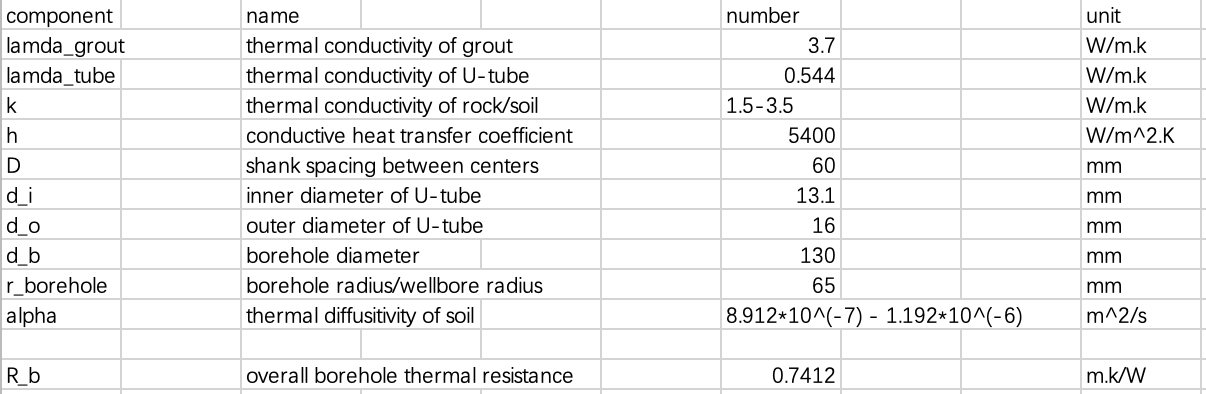 component name number unit
lamda_grout thermal conductivity of grout 3.7 W/m.k
lamda_tube thermal conductivity of U-tube 0.544 W/m.k
k thermal conductivity of rock/soil 1.5-3.5 W/m.k
h conductive heat transfer coefficient 5400 W/m^2.K
D shank spacing between centers 60 mm
d_i inner diameter of U-tube 13.1 mm
d_o outer diameter of U-tube 16 mm
d_b borehole diameter 130 mm
r_borehole borehole radius/wellbore radius 65 mm
alpha thermal diffusitivity of soil 8.912*10^(-7) - 1.192*10^(-6) m^2/s
R_b overall borehole thermal resistance 0.7412 m.k/W